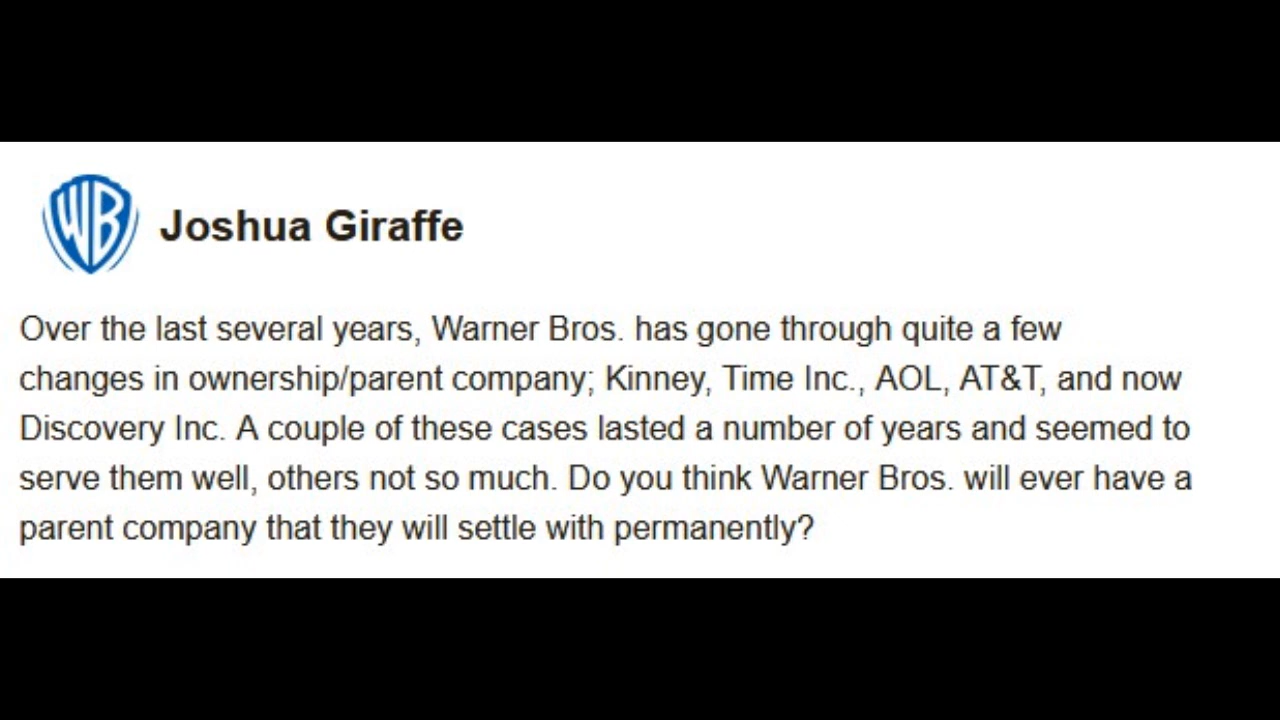 WB
Joshua Giraffe
Over the last several years, Warner Bros. has gone through quite a few
changes in ownership/parent company; Kinney, Time Inc., AOL, AT&T, and now
Discovery Inc. A couple of these cases lasted a number of years and seemed to
serve them well, others not so much. Do you think Warner Bros. will ever have a
parent company that they will settle with permanently?